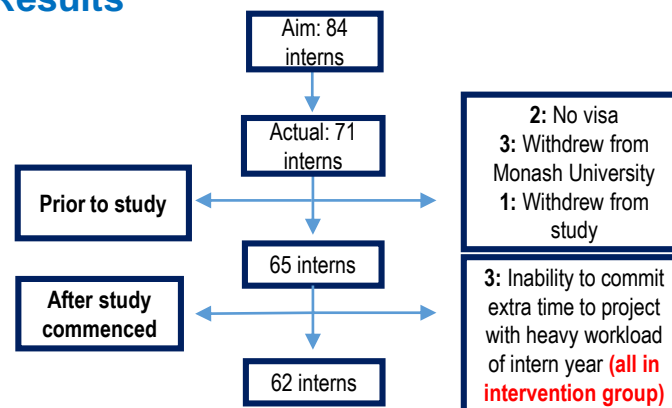 Results
Aim: 84
interns
Actual: 71
interns
2: No visa
3: Withdrew from
Monash University
1: Withdrew from
study
Prior to study
65 interns
3: Inability to commit
extra time to project
with heavy workload
of intern year (all in
intervention group)
After study
commenced
62 interns